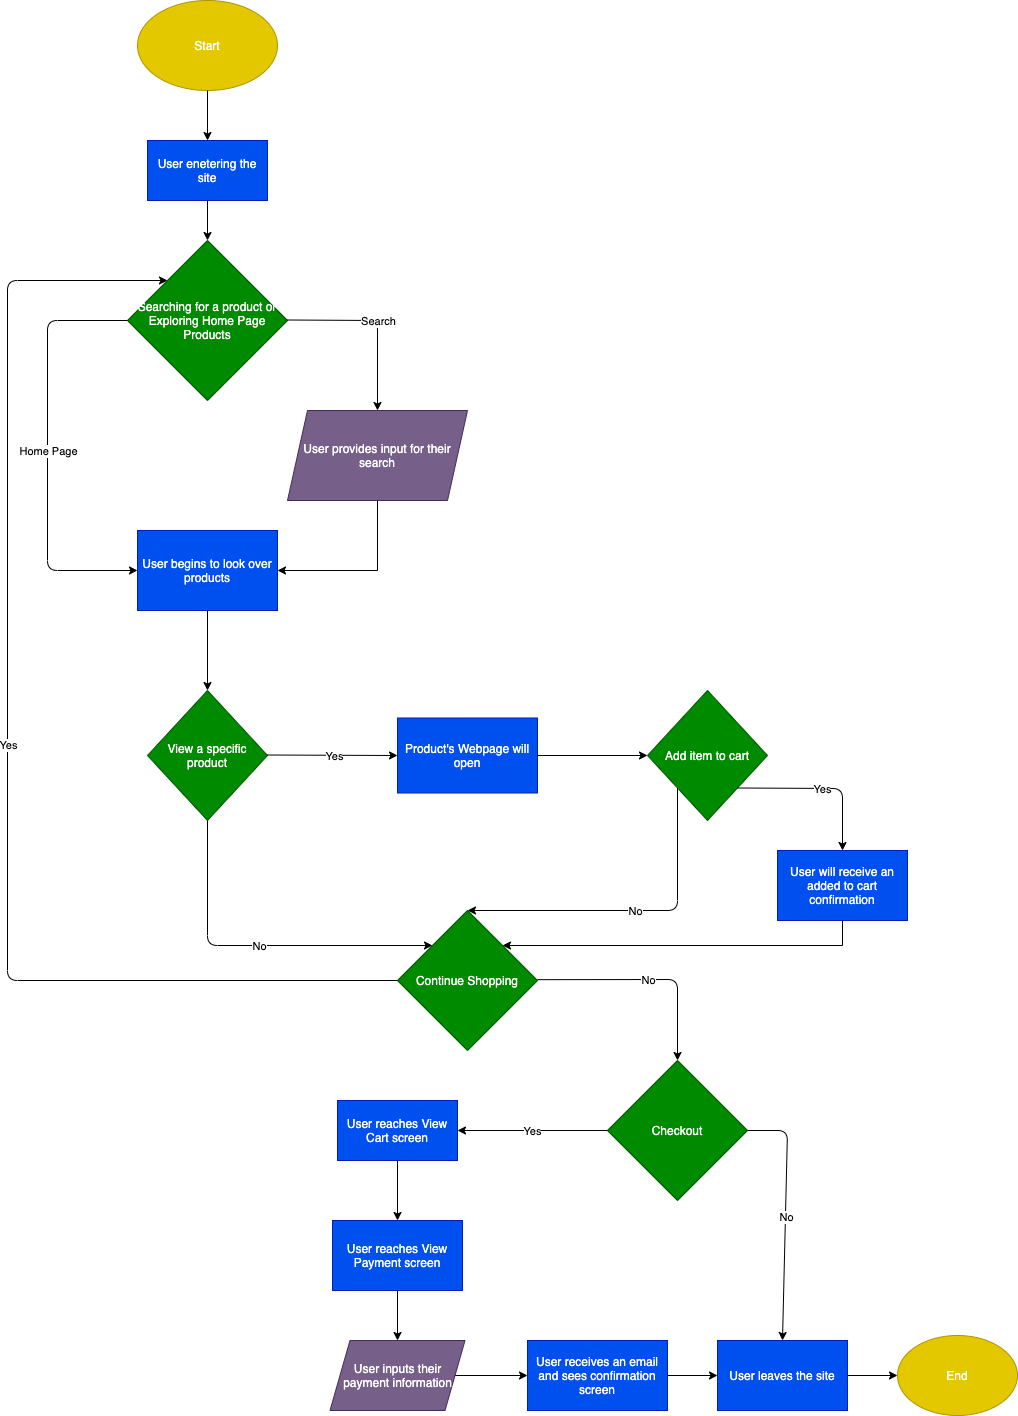 Start
User enetering the
site
Searching for a product or
Exploring Home Page
Products
Search
Home Page
User provides input for their
search
User begins to look over
products
View a specific
product
Yes
Product's Webpage will
open
Add item to cart
Yes
Yes
User will receive an
added to cart
confirmation
No
No
Continue Shopping
No
Checkout
Yes
User reaches View
Cart screen
No
User reaches View
Payment screen
User inputs their
payment information
User receives an email
and sees confirmation
screen
User leaves the site
End